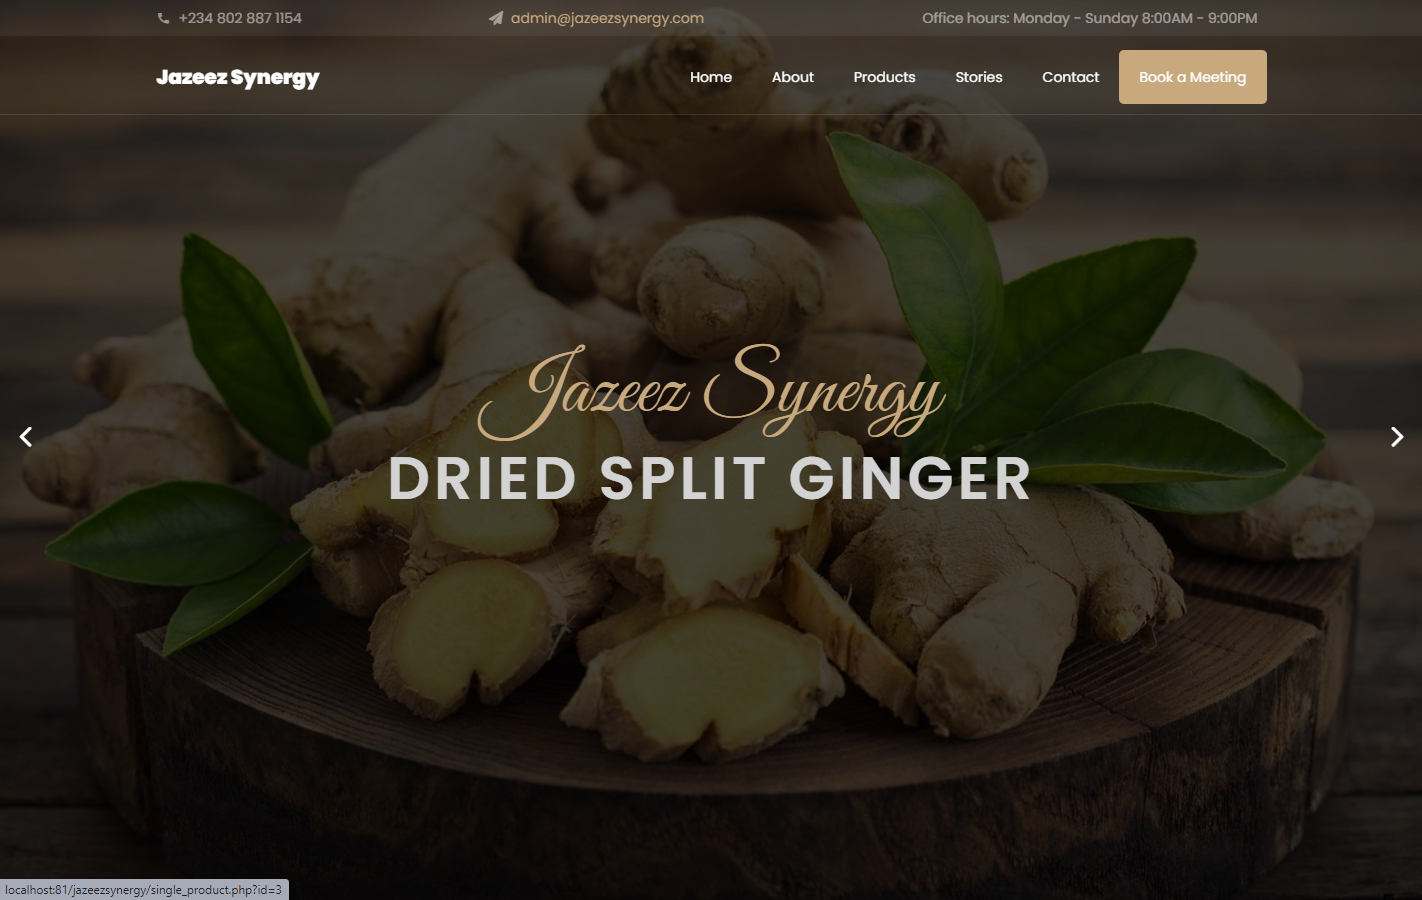 +234 802 887 1154
admin@jazeezsynergy.com
Office hours: Monday - Sunday 8:00AM - 9:00PM
Jazeez Synergy
Home
About
Products
Stories
Contact
Book a Meeting
Jazeez Synergy
DRIED SPLIT GINGER
localhost:81/jazeezsynergy/single_product.php?id=3